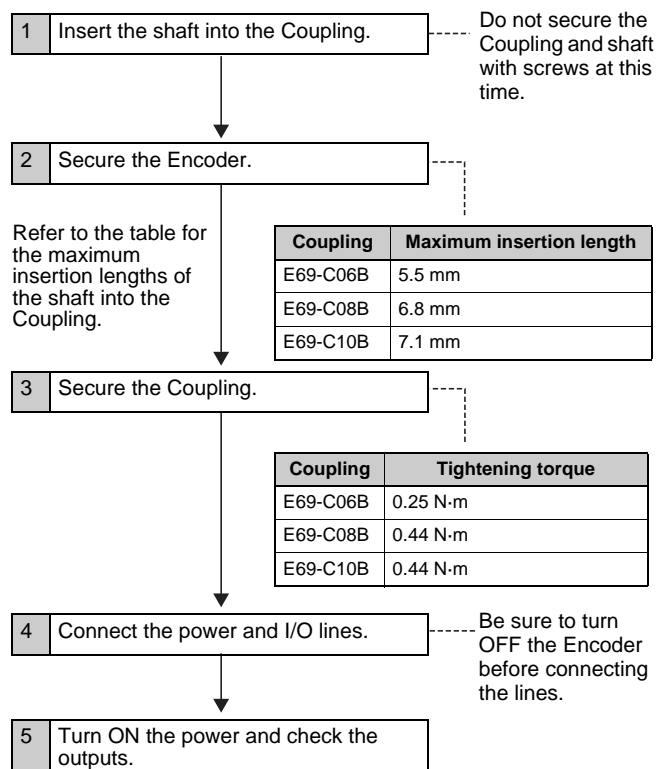 1 Insert the shaft into the Coupling.
Do not secure the
Coupling and shaft
with screws at this
time.
2 Secure the Encoder.
Refer to the table for
the maximum
insertion lengths of
the shaft into the
Coupling.
Coupling Maximum insertion length
E69-C06B 5.5 mm
E69-C08B 6.8 mm
E69-C10B 7.1 mm
3 Secure the Coupling.
Coupling Tightening torque
E69-C06B 0.25 N·m
E69-C08B 0.44 N·m
E69-C10B 0.44 N·m
4 Connect the power and I/O lines.
Be sure to turn
OFF the Encoder
before connecting
the lines.
5 Turn ON the power and check the
outputs.